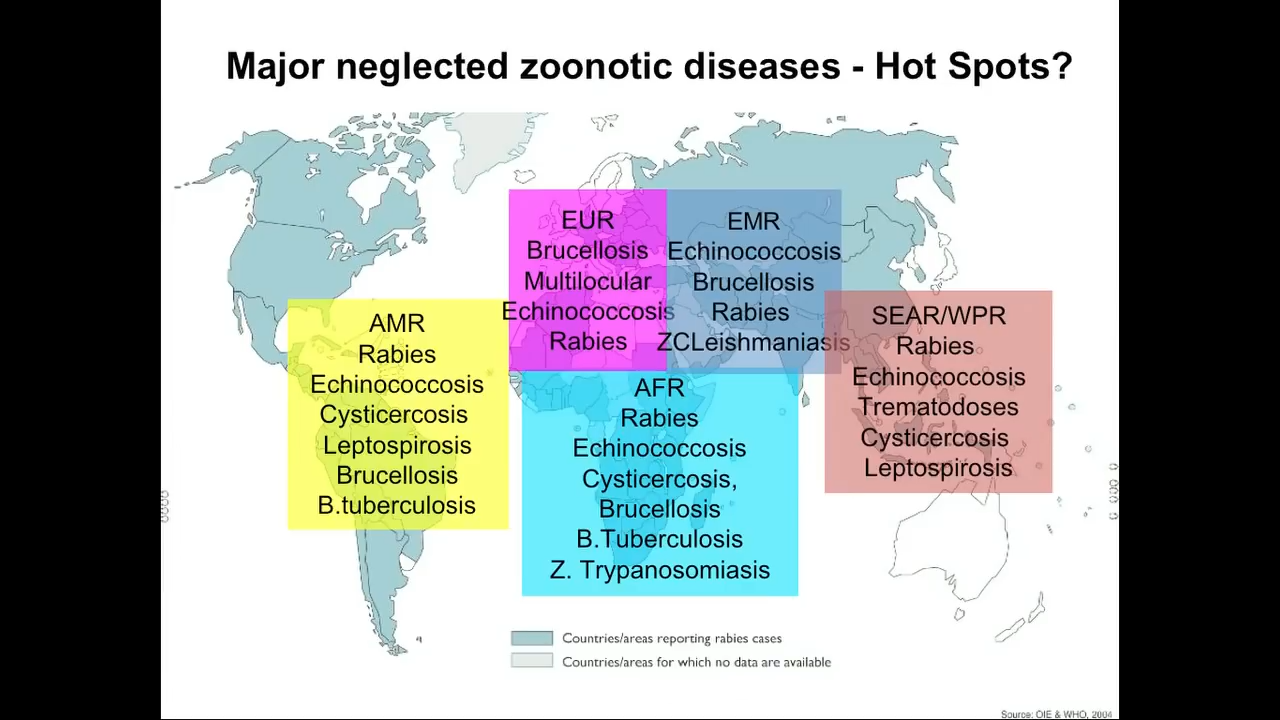 Major neglected zoonotic diseases - Hot Spots?
EUR
Brucellosis
Multilocular
Echinococcosis
Rabies
EMR
Echinococcosis
Brucellosis
Rabies
ZCLeishmaniasis
AMR
Rabies
Echinococcosis
Cysticercosis
Leptospirosis
Brucellosis
B.tuberculosis
SEAR/WPR
Rabies
Echinococcosis
Trematodoses
Cysticercosis
Leptospirosis
AFR
Rabies
Echinococcosis
Cysticercosis,
Brucellosis
B.Tuberculosis
Z. Trypanosomiasis
Countries/areas reporting rabies cases
Countries/areas for which no data are available
Source: OIE & WHO, 2004